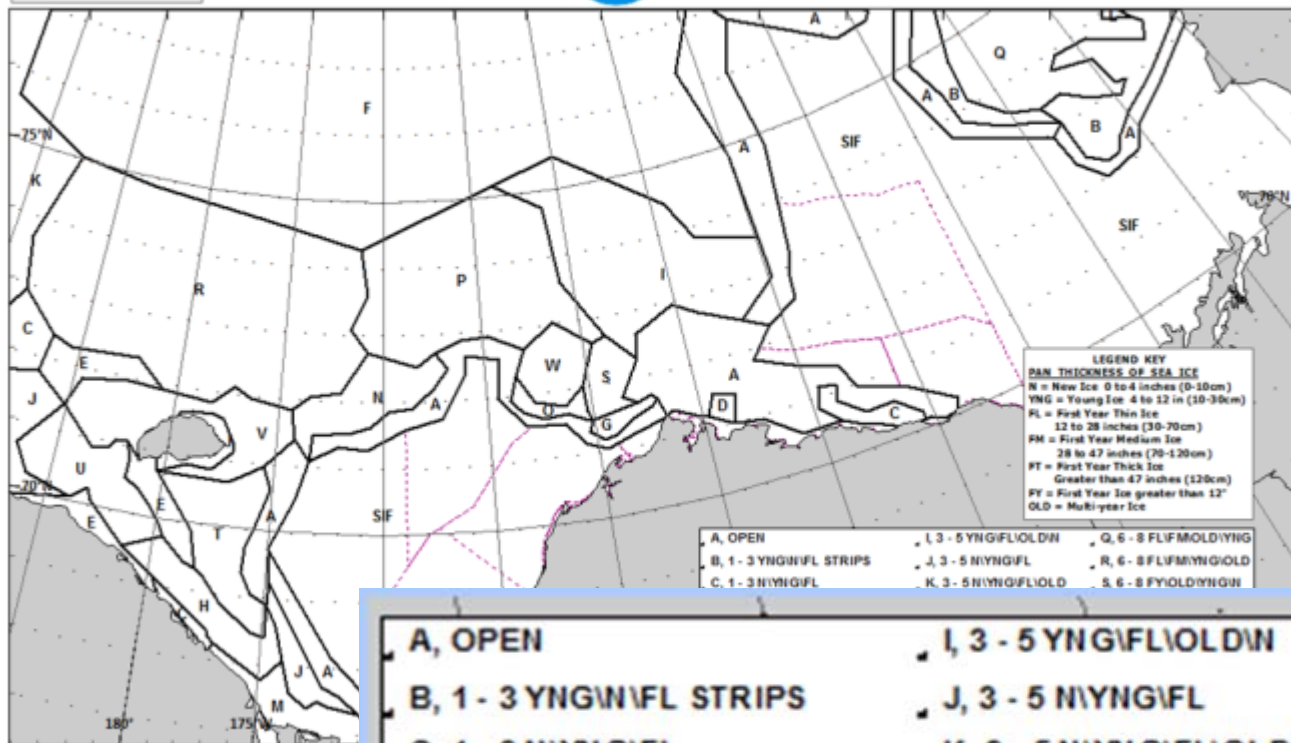 A
Q
F
B
A
A
SIF
B
A
75°N
K
SIF
70°N
R
P
I
C
E
W
S
A
J
N
A
D
O
G
C
V
U
70°N
E
E
T
A
SIF
H
J
A
M
180°
175°W
LEGEND KEY
PAN THICKNESS OF SEA ICE
N = New Ice 0 to 4 inches (0-10cm)
YNG = Young Ice 4 to 12 in (10-30cm)
FL = First Year Thin Ice
12 to 28 inches (30-70cm)
FM = First Year Medium Ice
28 to 47 inches (70-120cm)
FT = First Year Thick Ice
Greater than 47 inches (120cm)
FY = First Year Ice greater than 12"
OLD = Multi-year Ice
A, OPEN
I, 3 - 5 YNG\FL\OLD\N
Q, 6 - 8 FL\FM\OLD\YNG
B, 1 - 3 YNG\N\FL STRIPS
J, 3 - 5 N\YNG\FL
R, 6 - 8 FL\FM\YNG\OLD
C, 1 - 3 N\YNG\FL
K, 3 - 5 N\YNG\FL\OLD
S, 6 - 8 FY\OLD\YNG\N
A, OPEN
I, 3 - 5 YNG\FL\OLD\N
B, 1 - 3 YNG\N\FL STRIPS
J, 3 - 5 N\YNG\FL